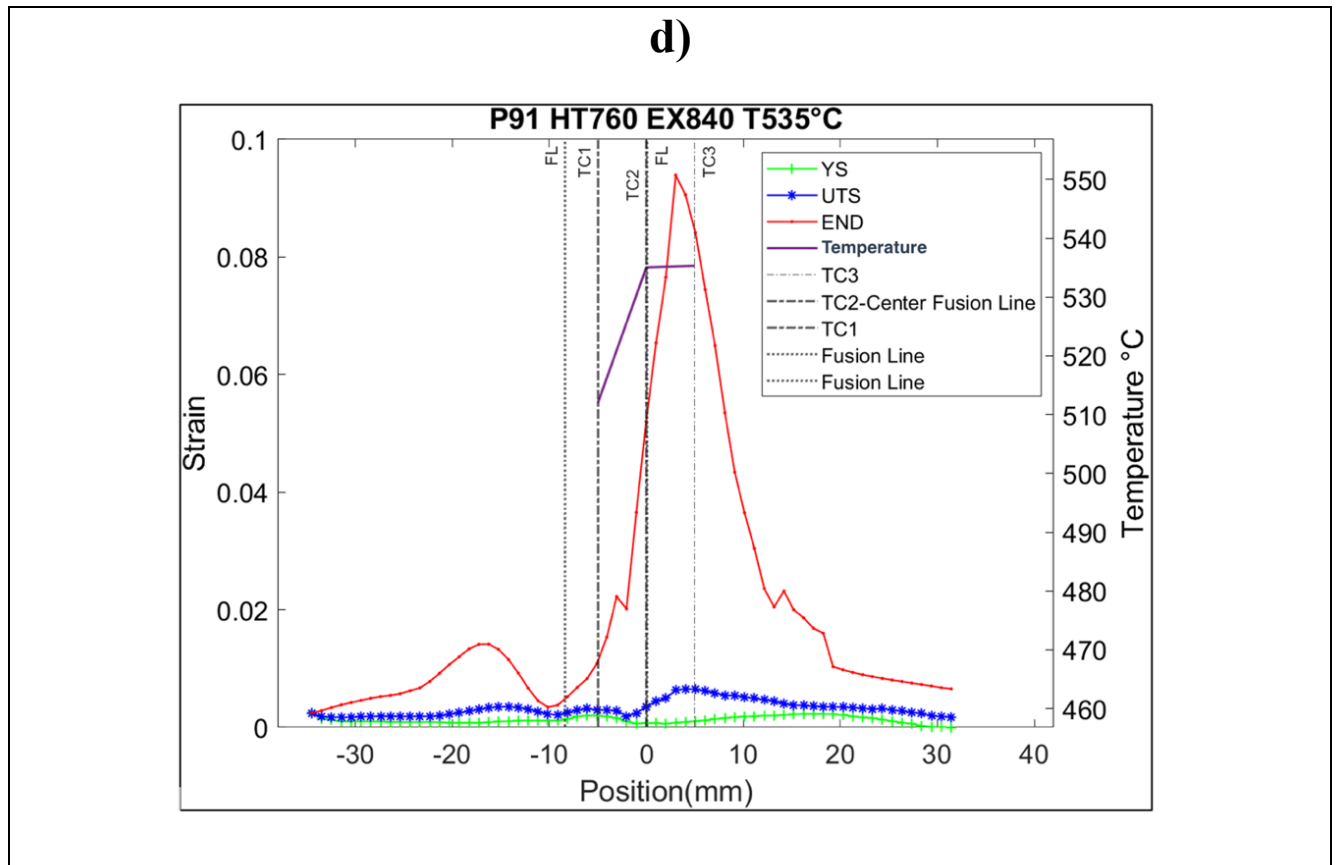 d)
P91 HT760 EX840 T535°C
FL
TC1
TC2
FL
TC3
YS
UTS
END
Temperature
TC3
TC2-Center Fusion Line
TC1
Fusion Line
Fusion Line
0.1
0.08
0.06
0.04
0.02
0
Strain
550
540
530
520
510
500
490
480
470
460
Temperature °C
-30 -20 -10 0 10 20 30 40
Position(mm)